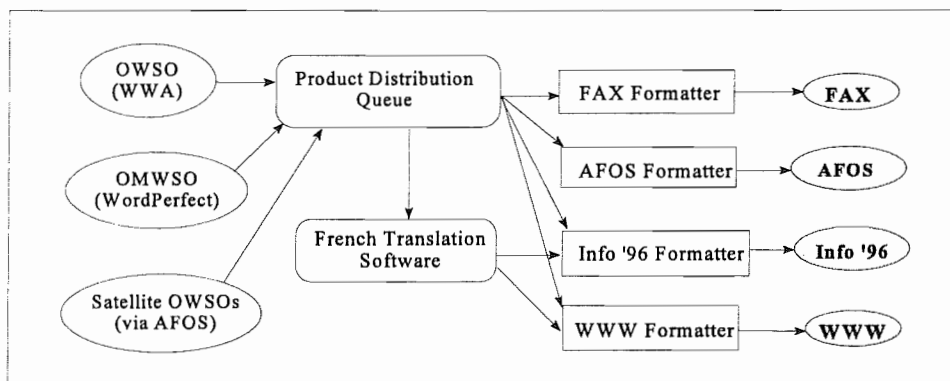 OWSO
(WWA)
Product Distribution
Queue
FAX Formatter
FAX
AFOS Formatter
AFOS
OMWSO
(WordPerfect)
French Translation
Software
Info '96 Formatter
Info '96
Satellite OWSOs
(via AFOS)
WWW Formatter
WWW